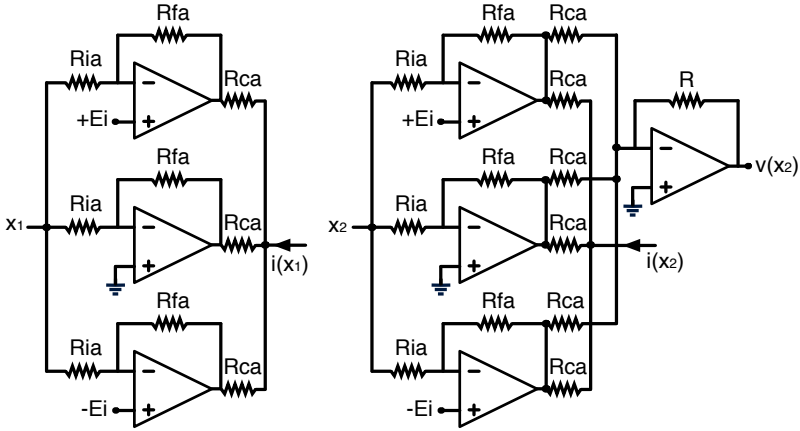 Rfa
Ria
Rca
+Ei
Rfa
x1
Ria
Rca
i(x1)
Rfa
Ria
Rca
-Ei
Rfa
Rca
Ria
Rca
+Ei
R
v(x2)
Rfa
Rca
x2
Ria
Rca
i(x2)
Rfa
Rca
Ria
Rca
-Ei